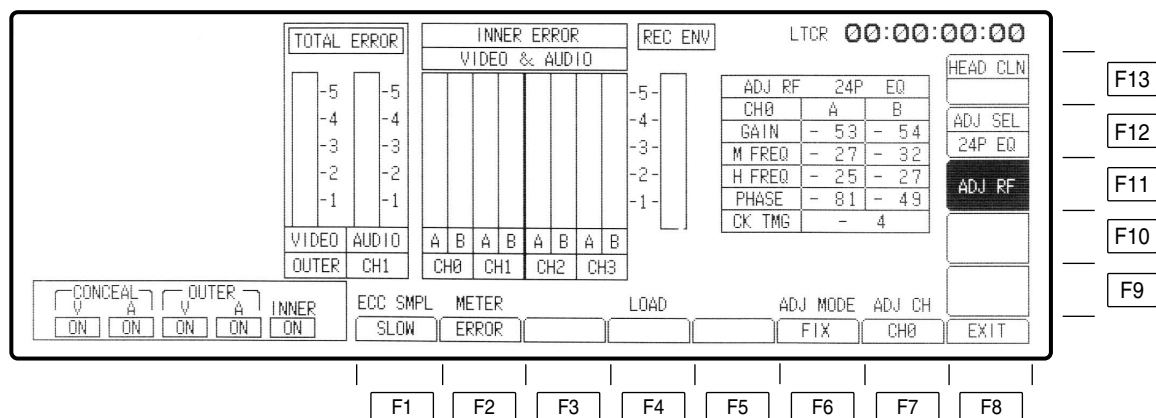 TOTAL ERROR INNER ERROR REC ENV LTCR 00:00:00:00
VIDEO & AUDIO
HEAD CLN F13
-5 -5 -5- ADJ RF 24P EQ
-4 -4 -4- CH0 A B ADJ SEL F12
-3 -3 -3- GAIN - 53 - 54 24P EQ
M FREQ - 27 - 32
-2 -2 -2- H FREQ - 25 - 27 ADJ RF F11
-1 -1 -1- PHASE - 81 - 49
CK TMG - 4
VIDEO AUDIO A B A B A B A B F10
OUTER CH1 CH0 CH1 CH2 CH3
F9
CONCEAL OUTER
V A V A INNER ECC SMPL METER LOAD ADJ MODE ADJ CH
ON ON ON ON ON SLOW ERROR FIX CH0 EXIT
F1 F2 F3 F4 F5 F6 F7 F8